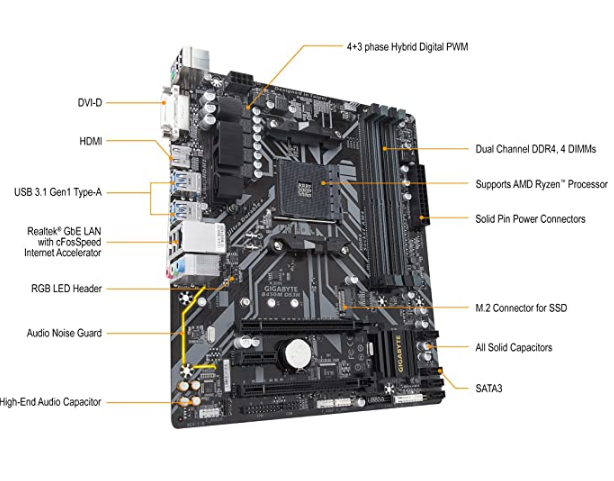 4+3 phase Hybrid Digital PWM
DVI-D
HDMI
Dual Channel DDR4, 4 DIMMs
USB 3.1 Gen1 Type-A
Supports AMD Ryzen™ Processor
Solid Pin Power Connectors
Realtek® GbE LAN
with cFosSpeed
Internet Accelerator
RGB LED Header
M.2 Connector for SSD
Audio Noise Guard
All Solid Capacitors
SATA3
High-End Audio Capacitor
Ultra Durable
GIGABYTE
B450M DS3H
GIGABYTE